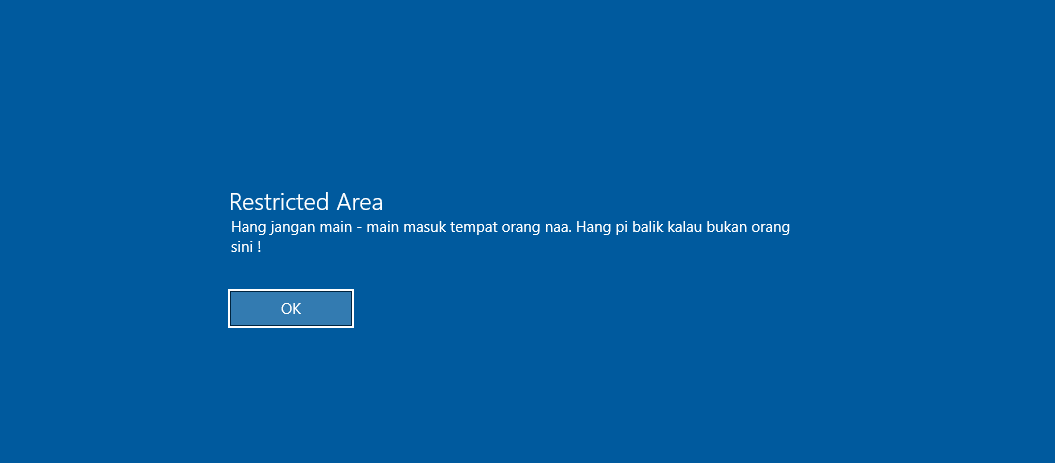 Restricted Area
Hang jangan main - main masuk tempat orang naa. Hang pi balik kalau bukan orang
sini !
OK